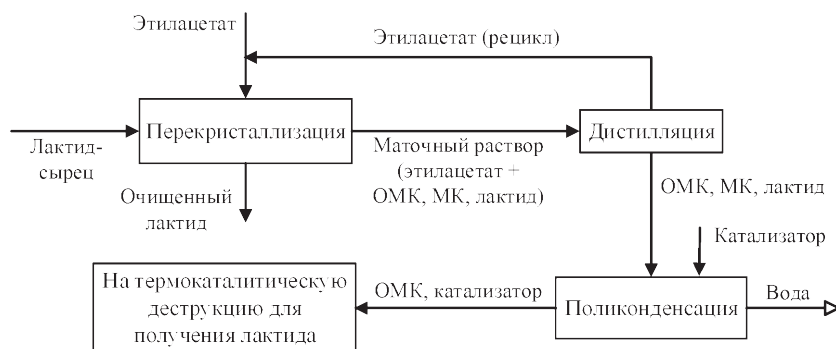 Этилацетат
Этилацетат (рецикл)
Лактид-
сырец
Перекристаллизация
Маточный раствор
(этилацетат +
ОМК, МК, лактид)
Дистилляция
Очищенный
лактид
ОМК, МК, лактид
Катализатор
На термокаталитическую
деструкцию для
получения лактида
ОМК, катализатор
Поликонденсация
Вода